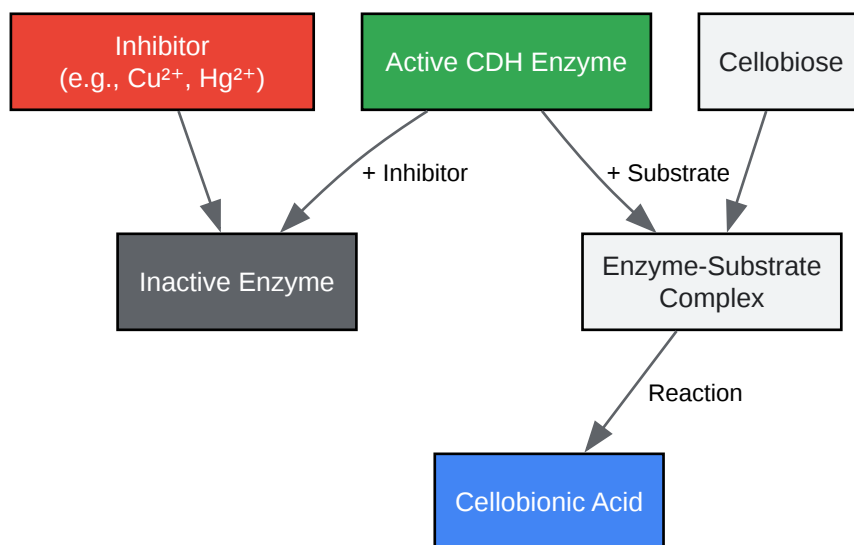 Inhibitor
(e.g., Cu²⁺, Hg²⁺)
Active CDH Enzyme
Cellobiose
+ Inhibitor
+ Substrate
Inactive Enzyme
Enzyme-Substrate
Complex
Reaction
Cellobionic Acid